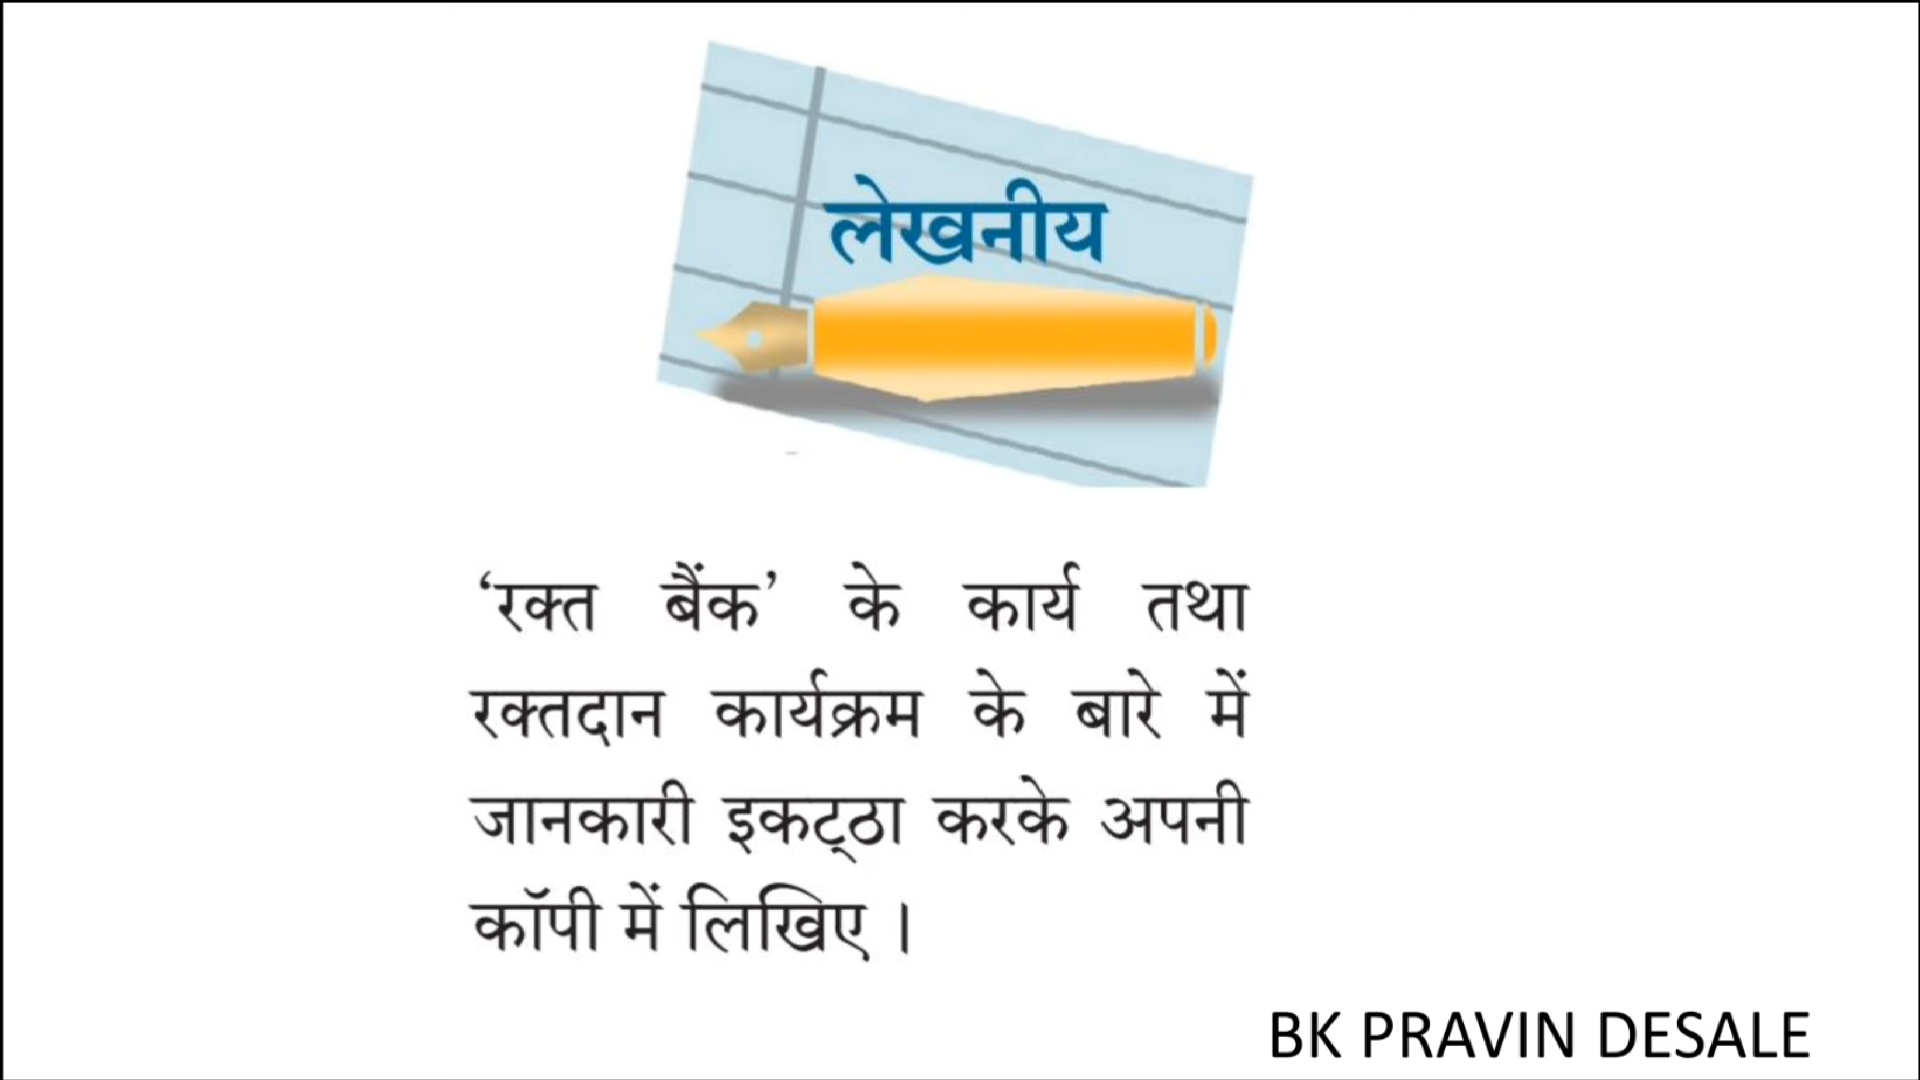 लेखनीय
‘रक्त बैंक’ के कार्य तथा
रक्तदान कार्यक्रम के बारे में
जानकारी इकट्‌ठा करके अपनी
कॉपी में लिखिए ।
BK PRAVIN DESALE